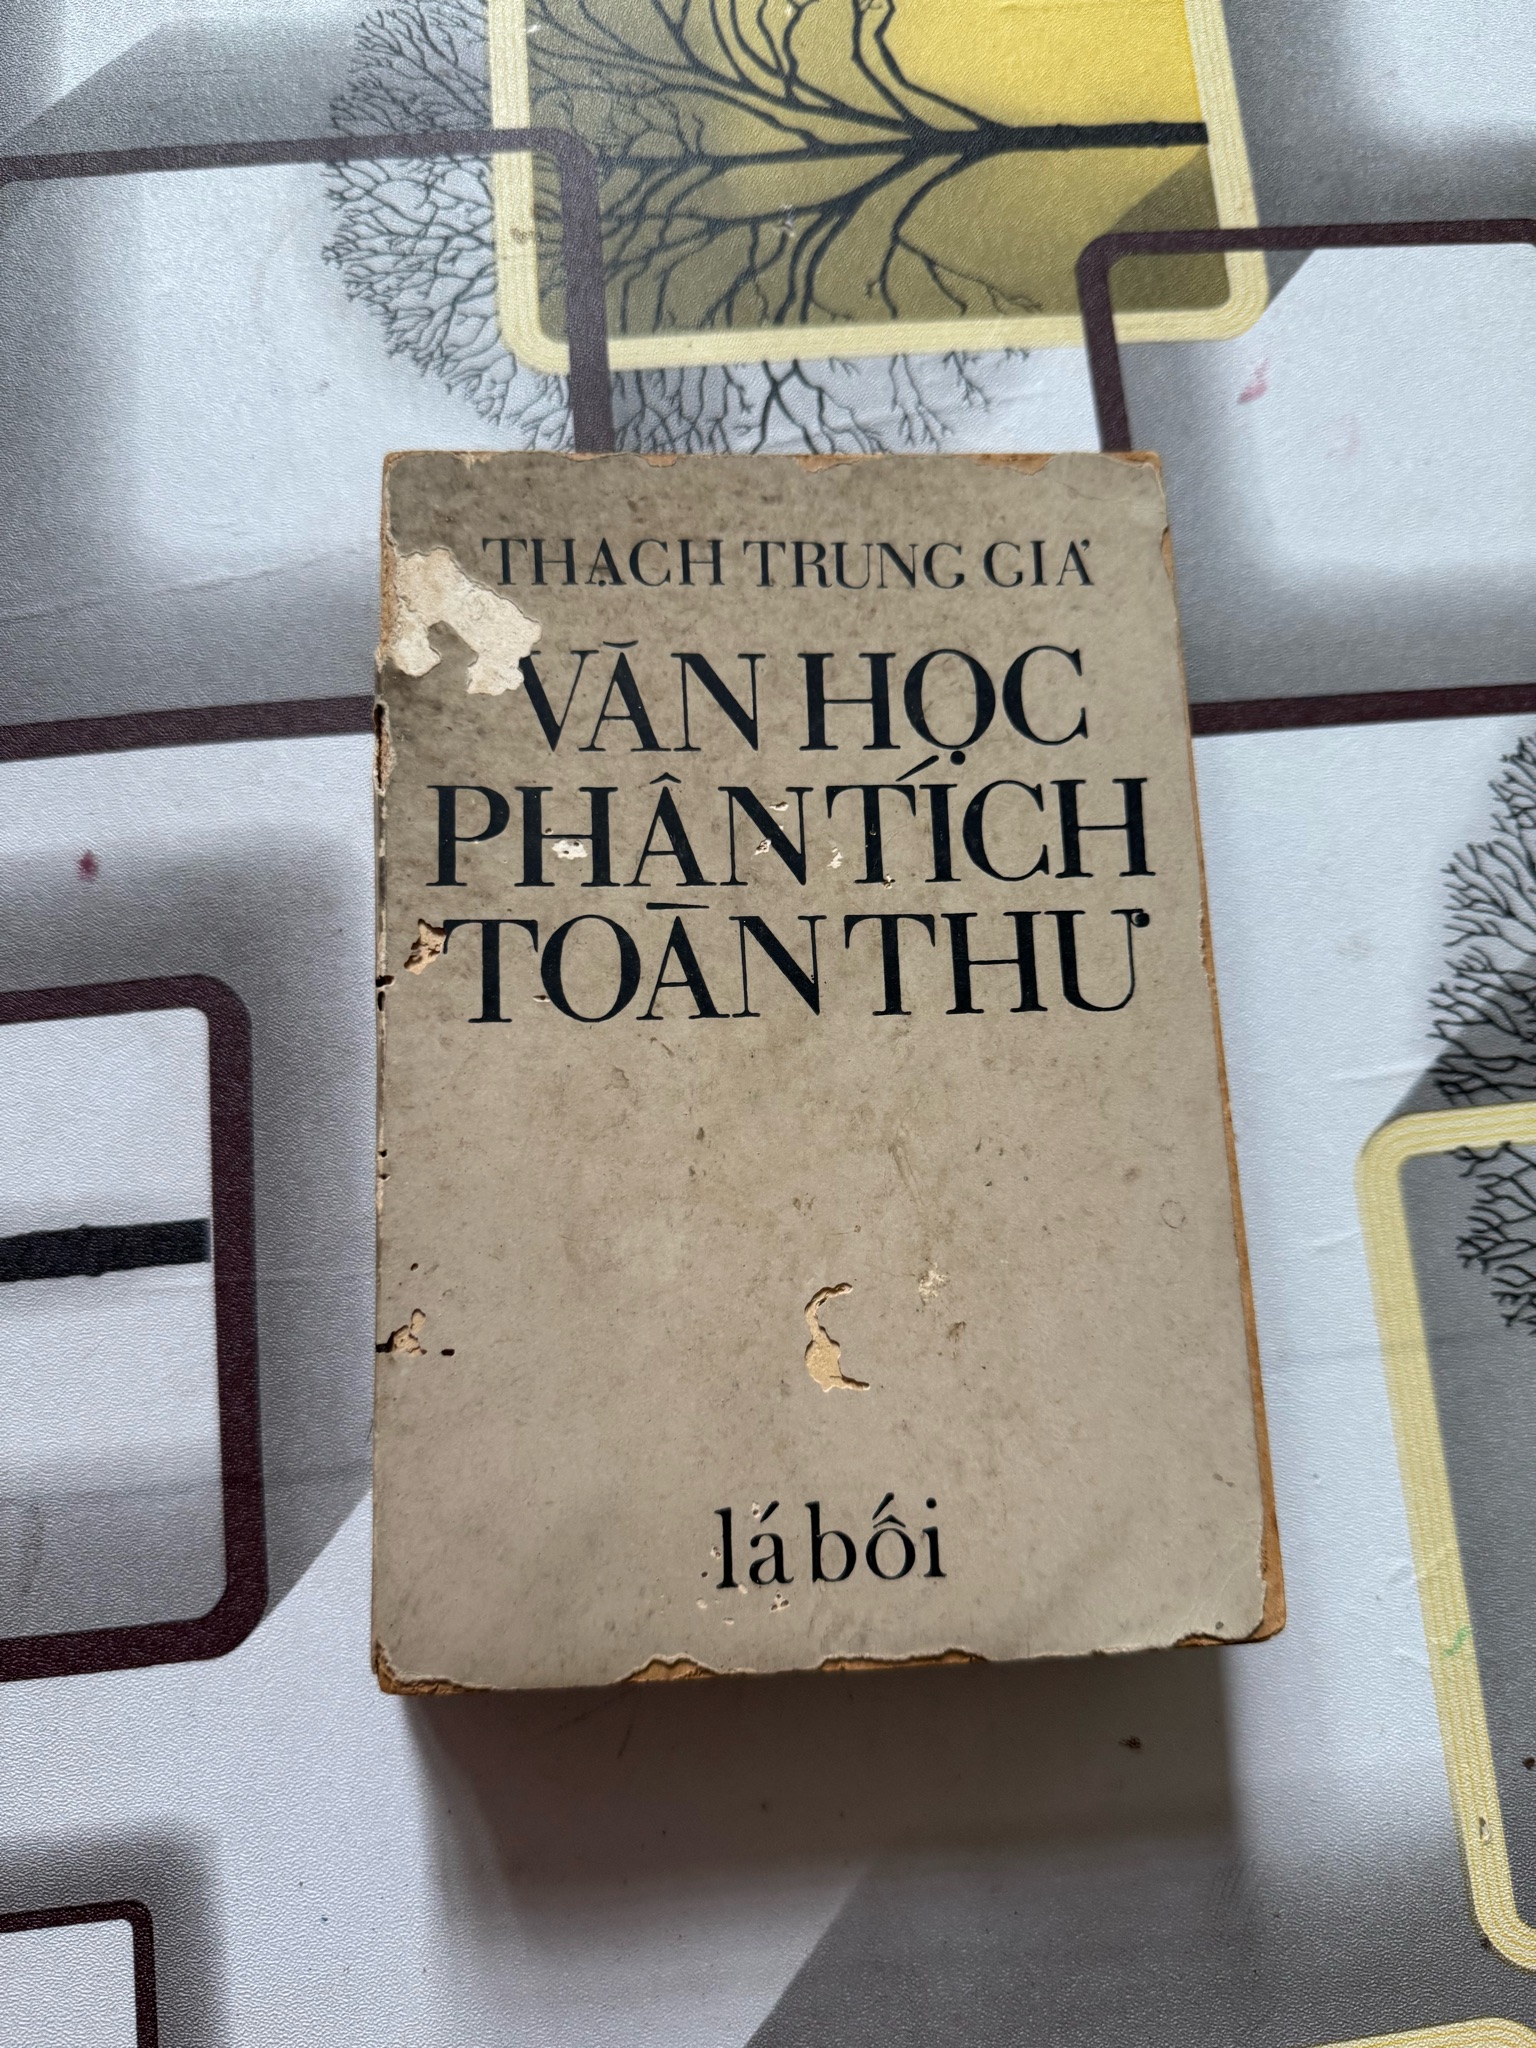 THẠCH TRUNG GIẢ
VĂN HỌC
PHÂN TÍCH
TOÀN THƯ
lá bối